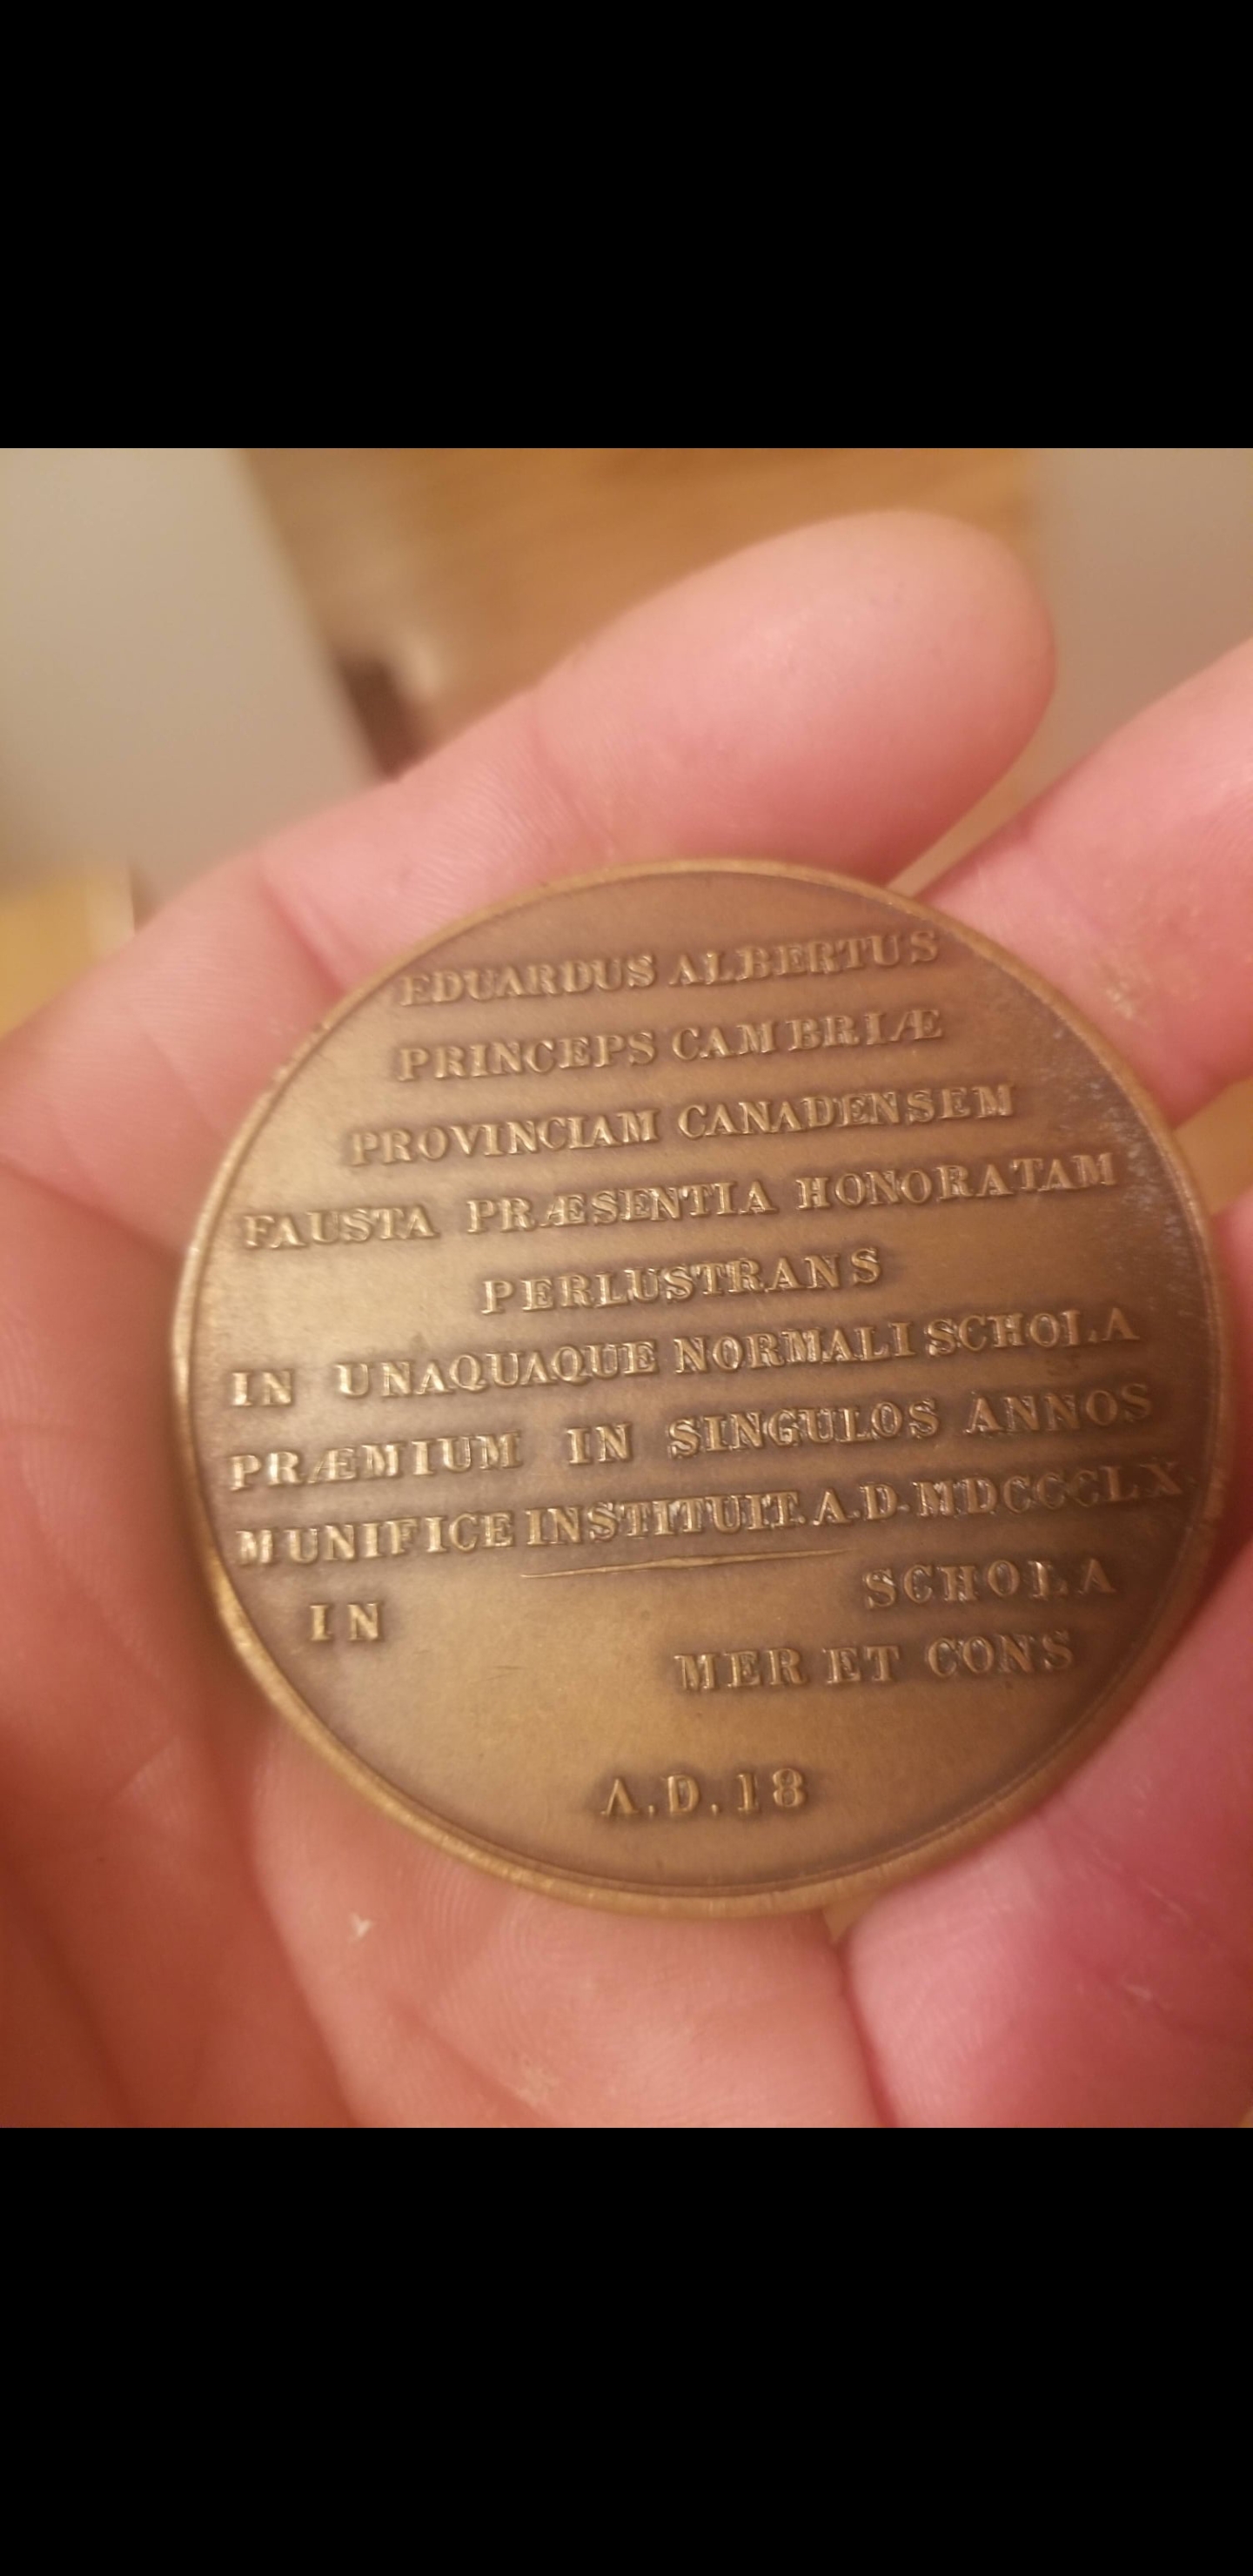 EDUARDUS ALBERTUS
PRINCEPS CAMBRIÆ
PROVINCIAM CANADENSEM
FAUSTA PRÆSENTIA HONORATAM
PERLUSTRANS
IN UNAQUAQUE NORMALI SCHOLA
PRÆMIUM IN SINGULOS ANNOS
MUNIFICE INSTITUIT. A.D. MDCCCLX
IN SCHOLA
MER ET CONS
A.D. 18